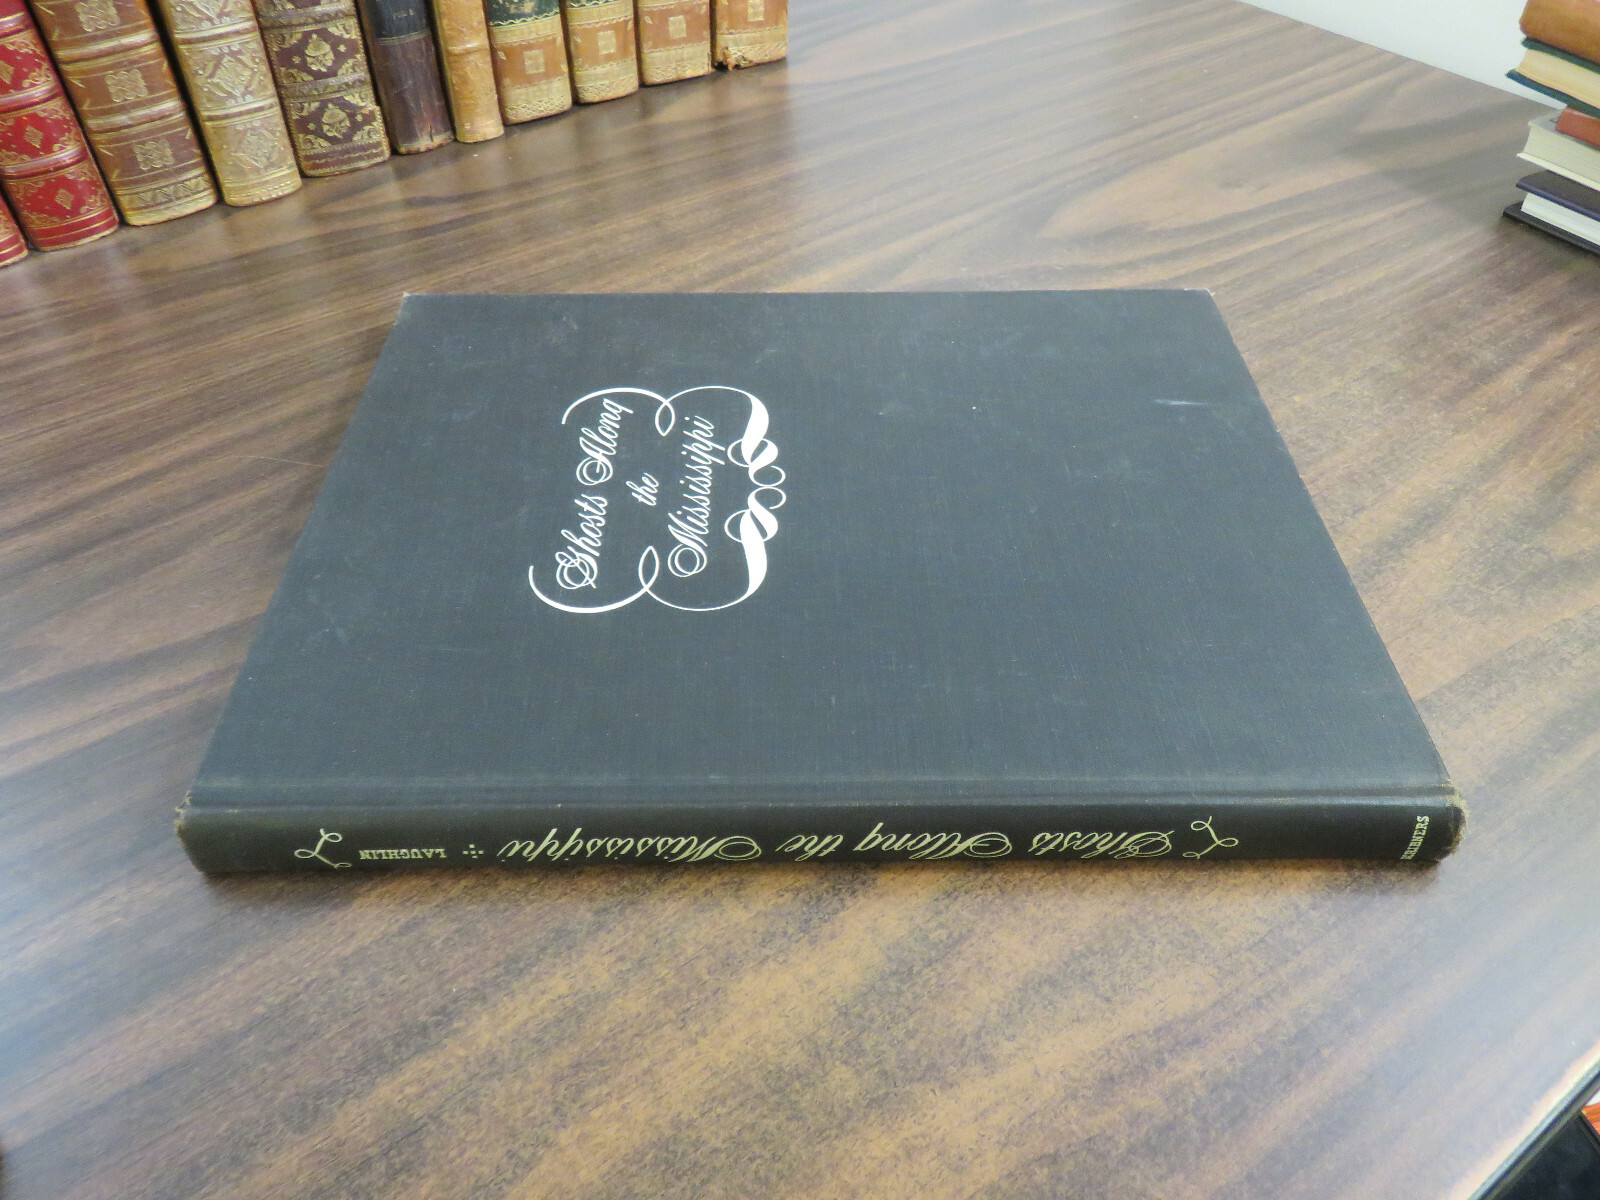 Ghosts Along
the
Mississippi
Ghosts Along the Mississippi
LAUGHLIN
SCRIBNERS